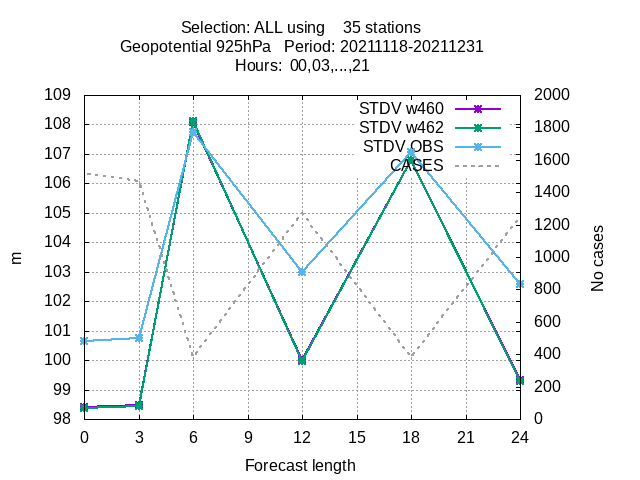 Selection: ALL using    35 stations
Geopotential 925hPa   Period: 20211118-20211231
Hours:  00,03,...,21
STDV w460
STDV w462
STDV OBS
CASES
109
108
107
106
105
104
103
102
101
100
99
98
m
2000
1800
1600
1400
1200
1000
800
600
400
200
0
No cases
0 3 6 9 12 15 18 21 24
Forecast length